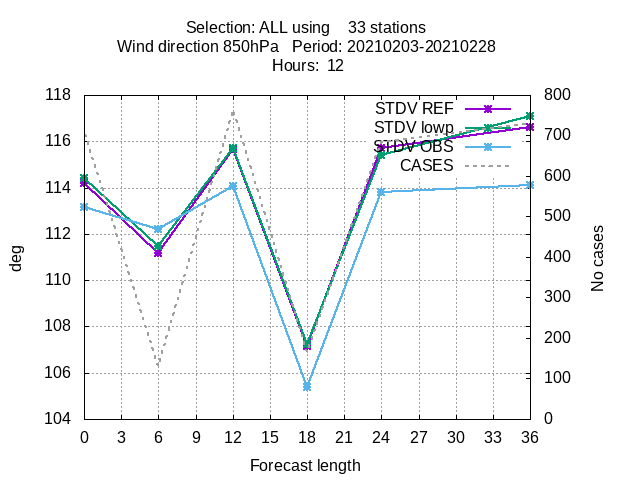 Selection: ALL using 33 stations
Wind direction 850hPa Period: 20210203-20210228
Hours: 12
118 800
STDV REF
STDV lowp
STDV OBS
CASES
116 700
114 600
500
112
400
110
300
108
200
106
100
104 0
deg
No cases
0 3 6 9 12 15 18 21 24 27 30 33 36
Forecast length